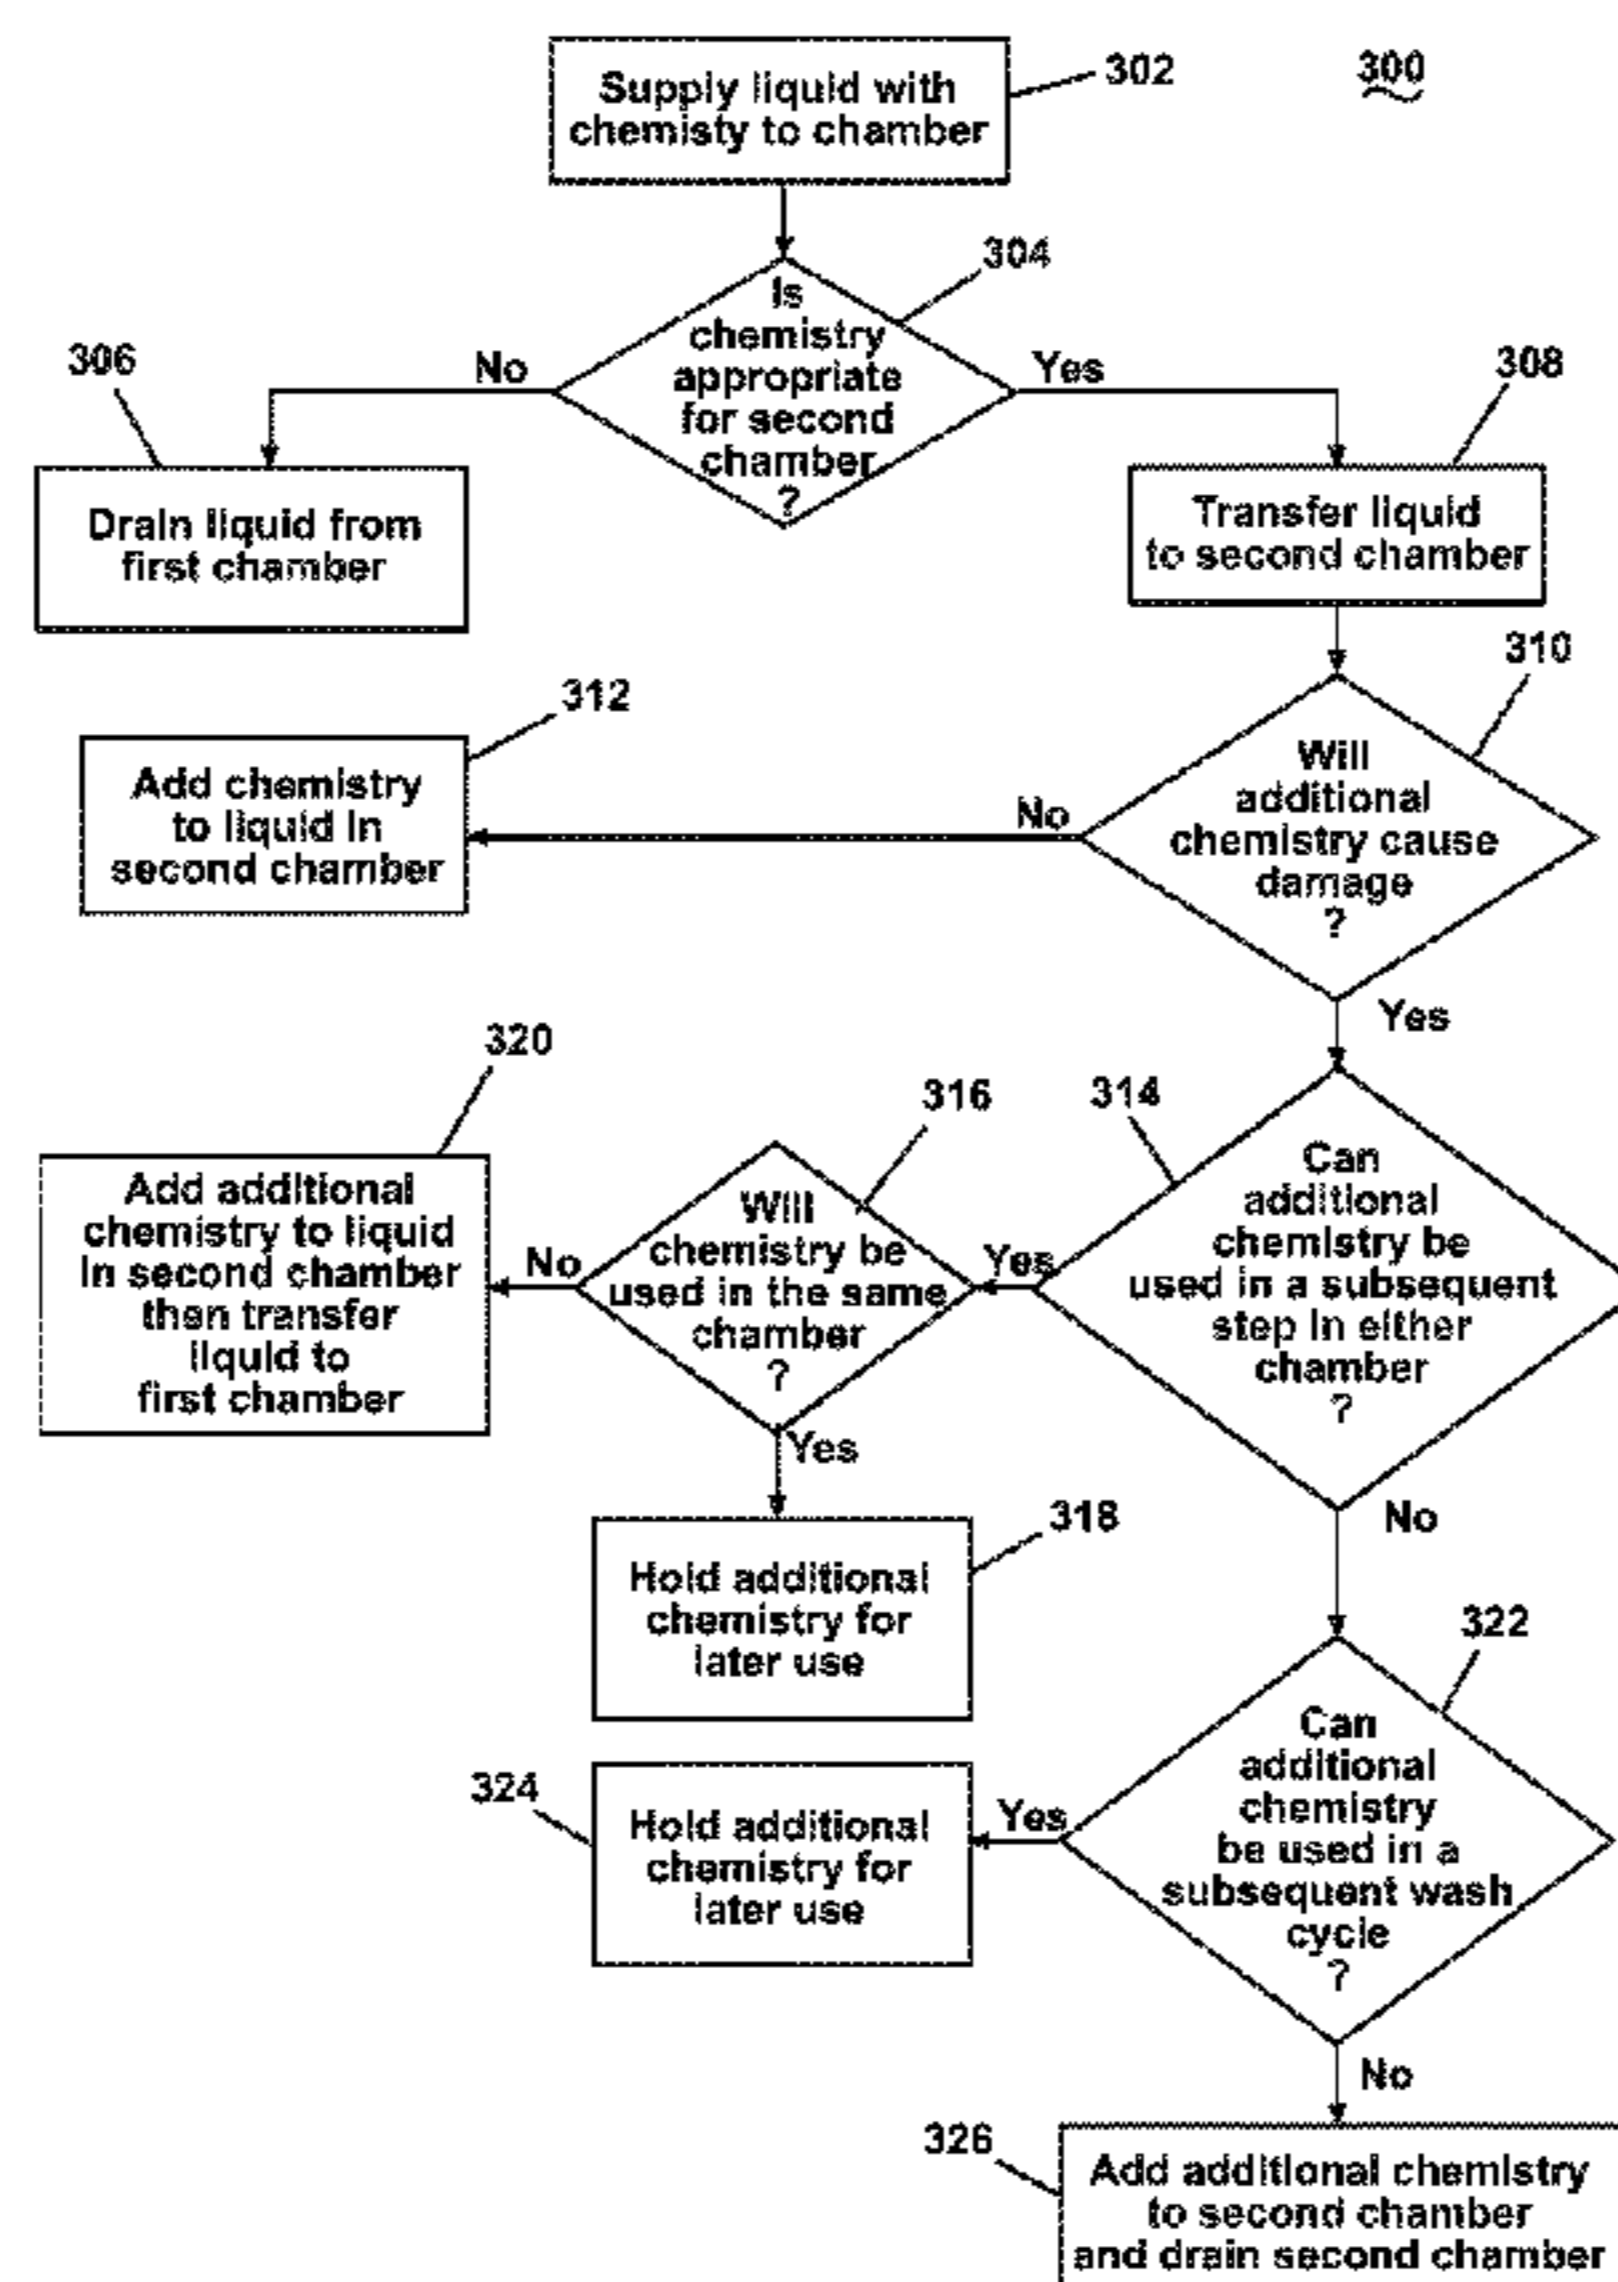 300
302
Supply liquid with
chemisty to chamber
304
Is
chemistry
appropriate
for second
chamber
?
No
Yes
306
Drain liquid from
first chamber
308
Transfer liquid
to second chamber
310
Will
additional
chemistry cause
damage
?
No
Yes
312
Add chemistry
to liquid in
second chamber
314
Can
additional
chemistry be
used in a subsequent
step in either
chamber
?
Yes
No
316
Will
chemistry be
used in the same
chamber
?
No
Yes
320
Add additional
chemistry to liquid
in second chamber
then transfer
liquid to
first chamber
318
Hold additional
chemistry for
later use
322
Can
additional
chemistry
be used in a
subsequent wash
cycle
?
Yes
No
324
Hold additional
chemistry for
later use
326
Add additional chemistry
to second chamber
and drain second chamber